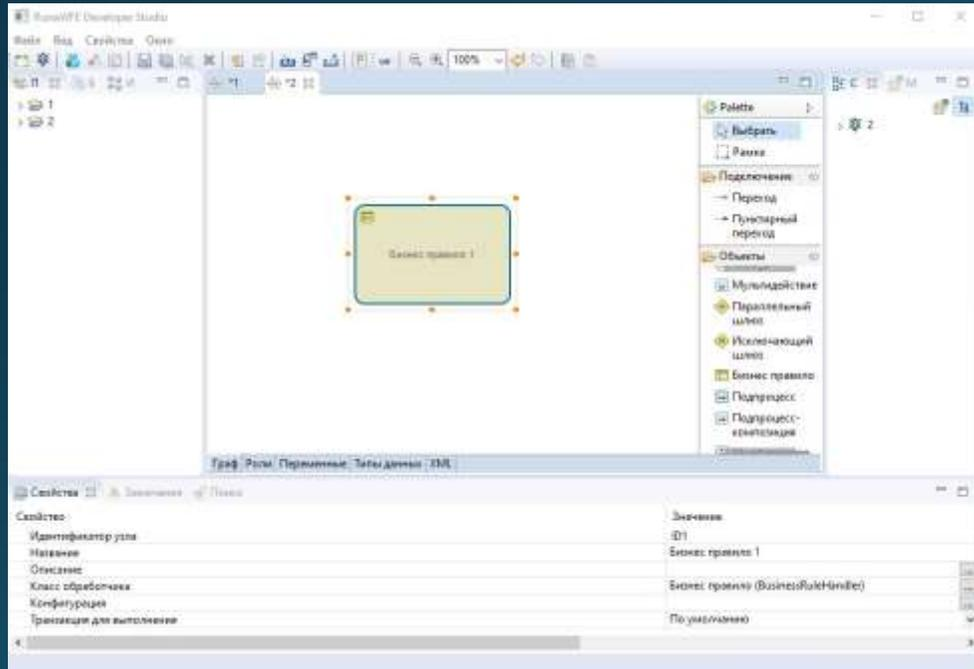 RunaWFE Developer Studio
Файл Вид Свойства Окно
100%
*1
*2
1
2
Palette
Выбрать
Рамка
Подключение
Переход
Пунктирный переход
Объекты
Мультидействие
Параллельный шлюз
Исключающий шлюз
Бизнес правило
Подпроцесс
Подпроцесс-композиция
2
Бизнес правило 1
Граф Роли Переменные Типы данных XML
Свойства Замечания Поиск
Свойство Значение
Идентификатор узла ID1
Название Бизнес правило 1
Описание
Класс обработчика Бизнес правило (BusinessRuleHandler)
Конфигурация
Транзакция для выполнения По умолчанию